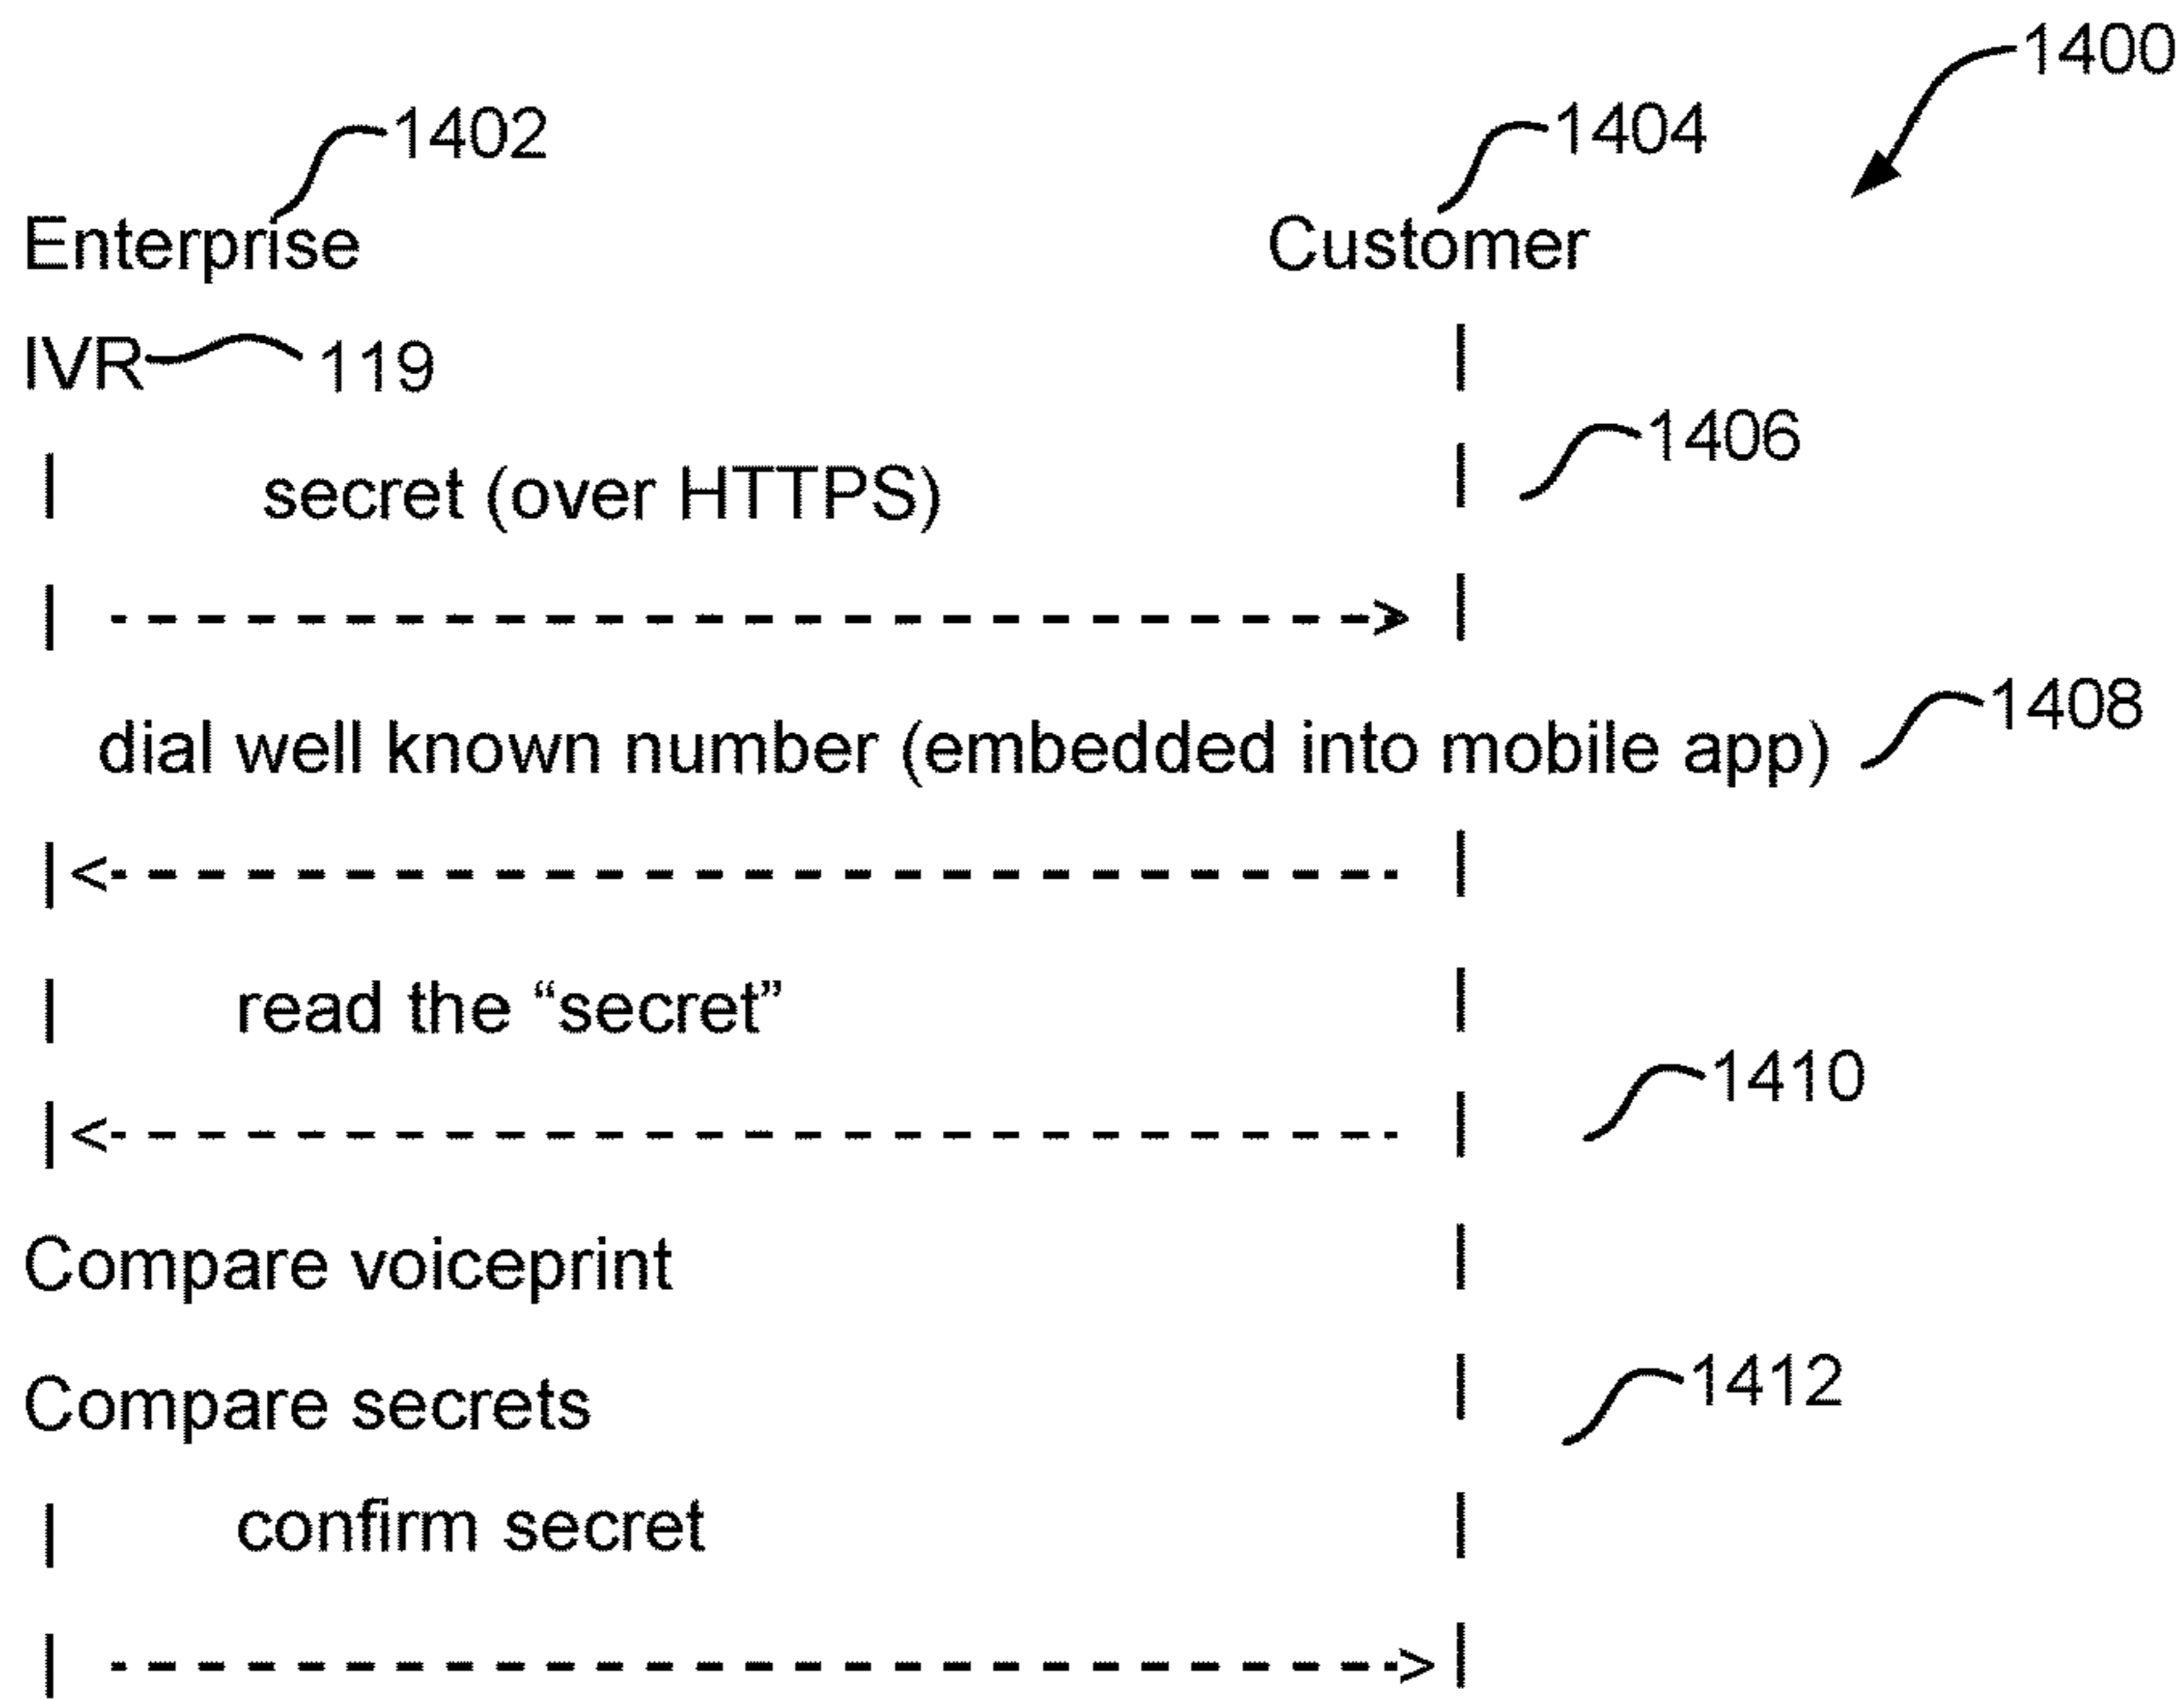 1400
1402
1404
Enterprise
Customer
IVR
119
1406
secret (over HTTPS)
1408
dial well known number (embedded into mobile app)
read the “secret”
1410
Compare voiceprint
Compare secrets
1412
confirm secret